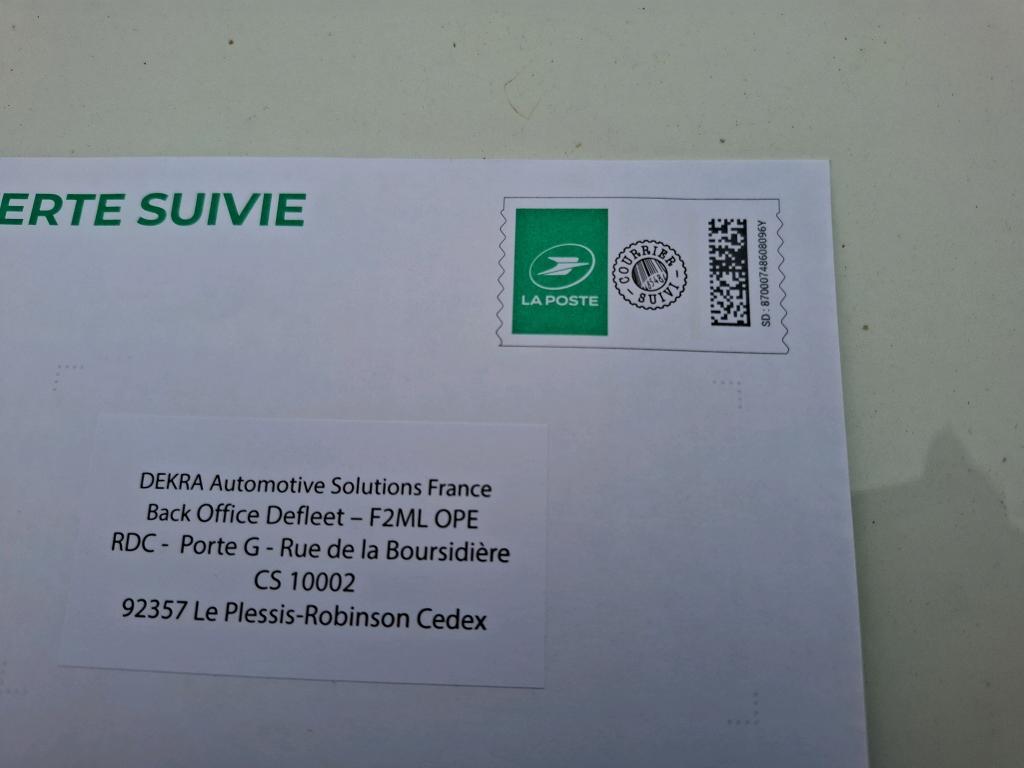 ERTE SUIVIE
LA POSTE
COURRIER
SUIVI
SD : 87000748608096Y
DEKRA Automotive Solutions France
Back Office Defleet – F2ML OPE
RDC - Porte G - Rue de la Boursidière
CS 10002
92357 Le Plessis-Robinson Cedex